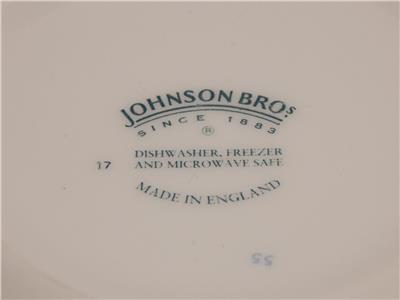 JOHNSON BROS.
SINCE 1883
®
DISHWASHER, FREEZER
17 AND MICROWAVE SAFE
MADE IN ENGLAND
55